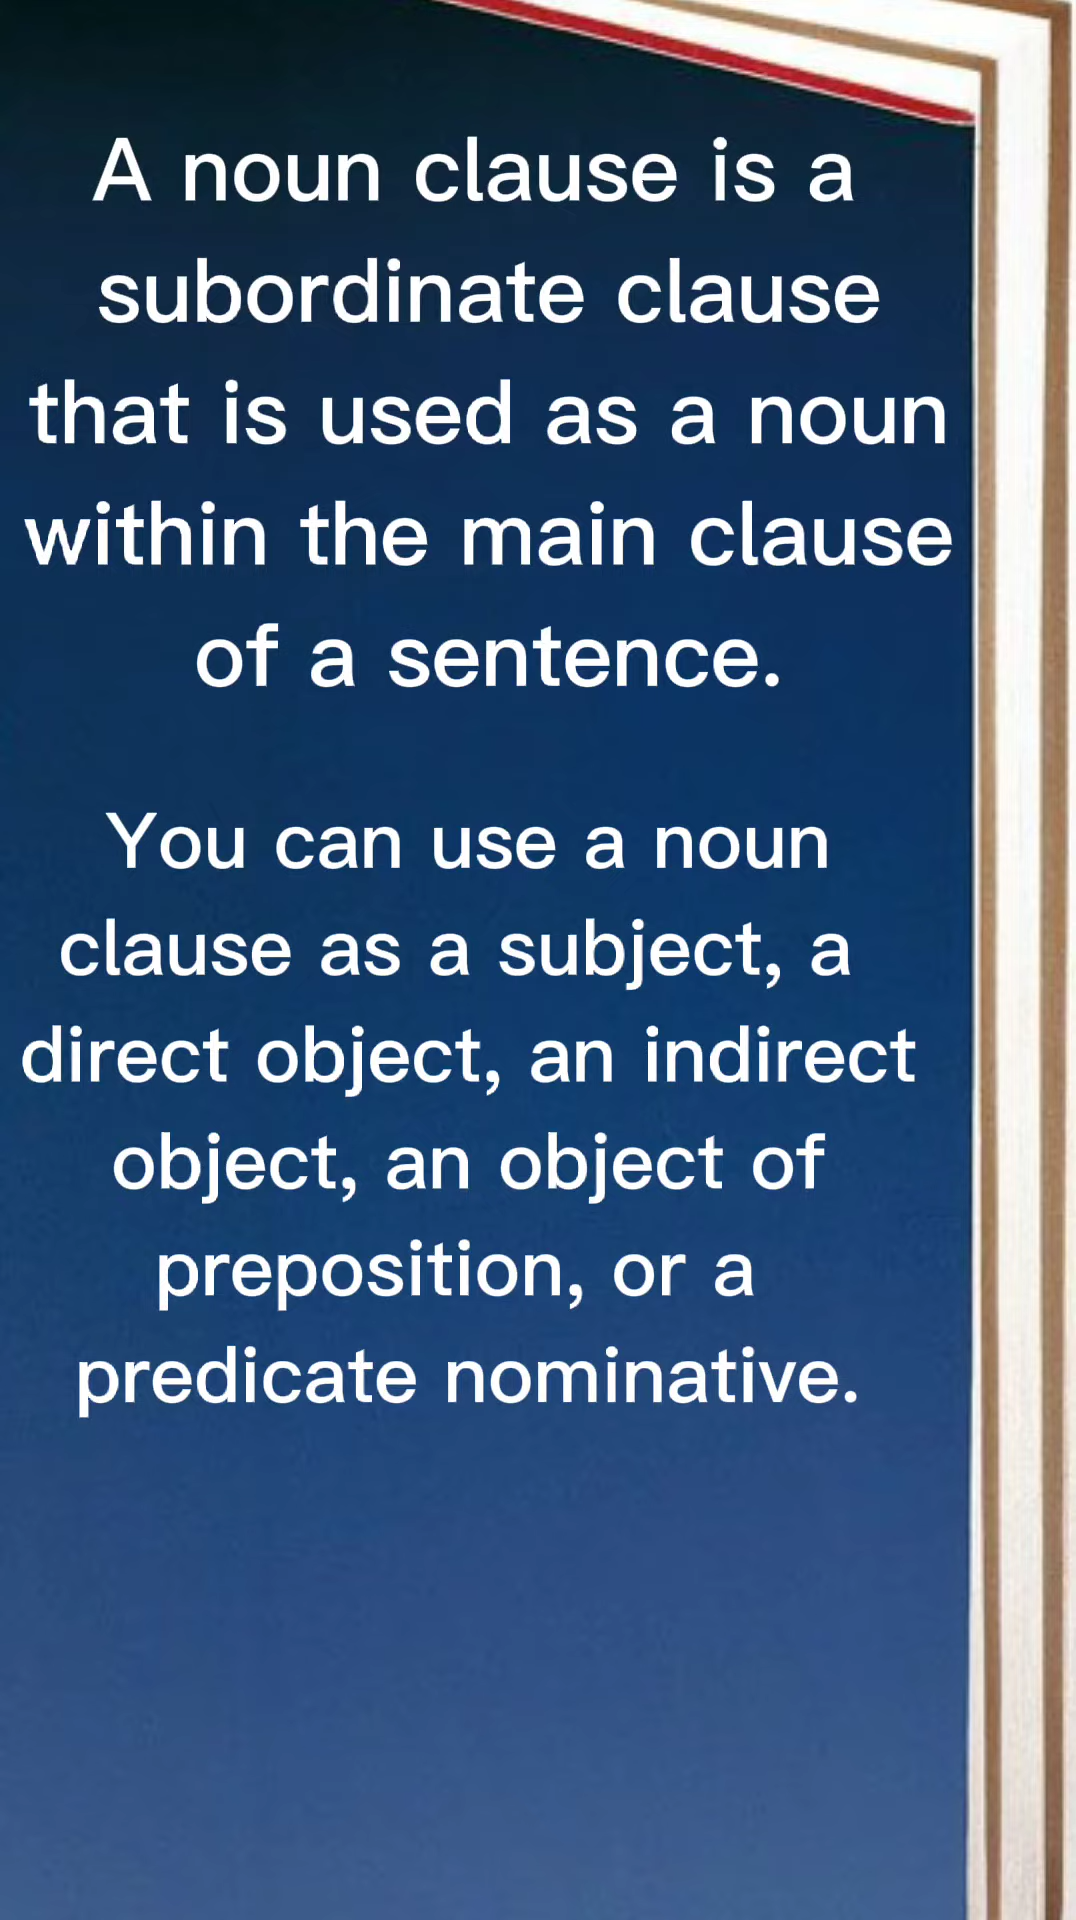 A noun clause is a
subordinate clause
that is used as a noun
within the main clause
of a sentence.
You can use a noun
clause as a subject, a
direct object, an indirect
object, an object of
preposition, or a
predicate nominative.